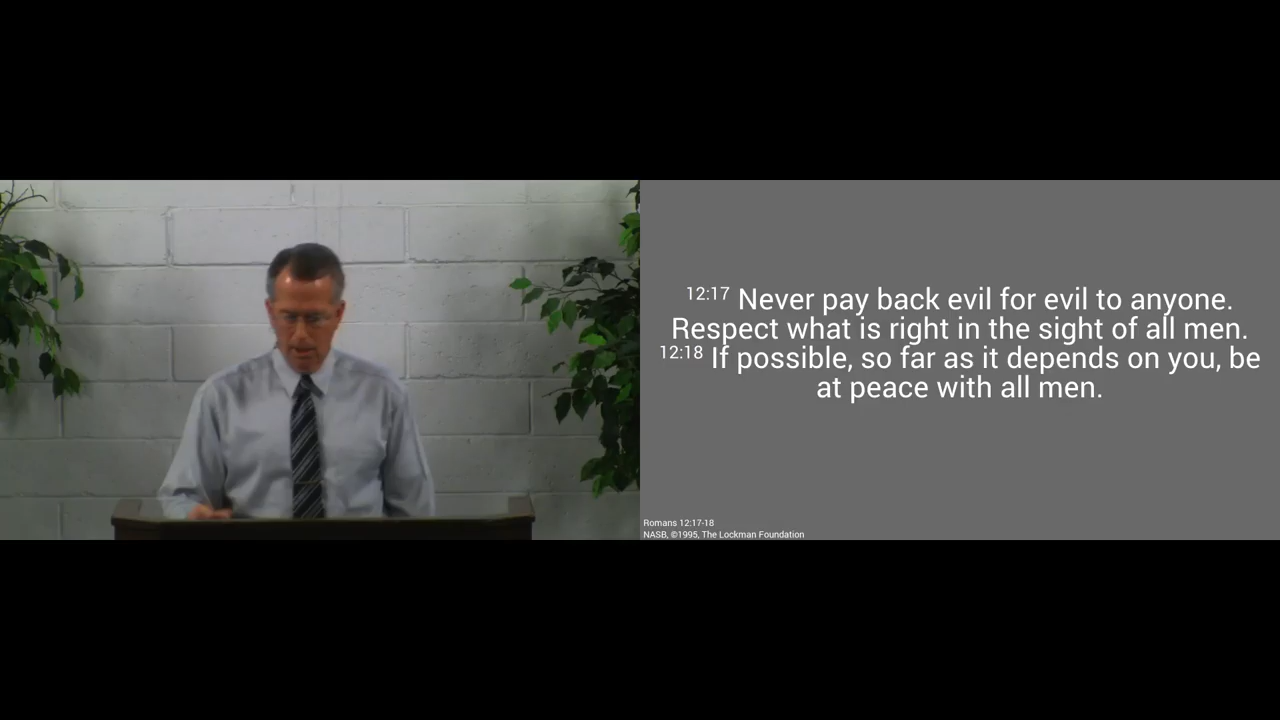 12:17 Never pay back evil for evil to anyone.
Respect what is right in the sight of all men.
12:18 If possible, so far as it depends on you, be
at peace with all men.
Romans 12:17-18
NASB, ©1995, The Lockman Foundation